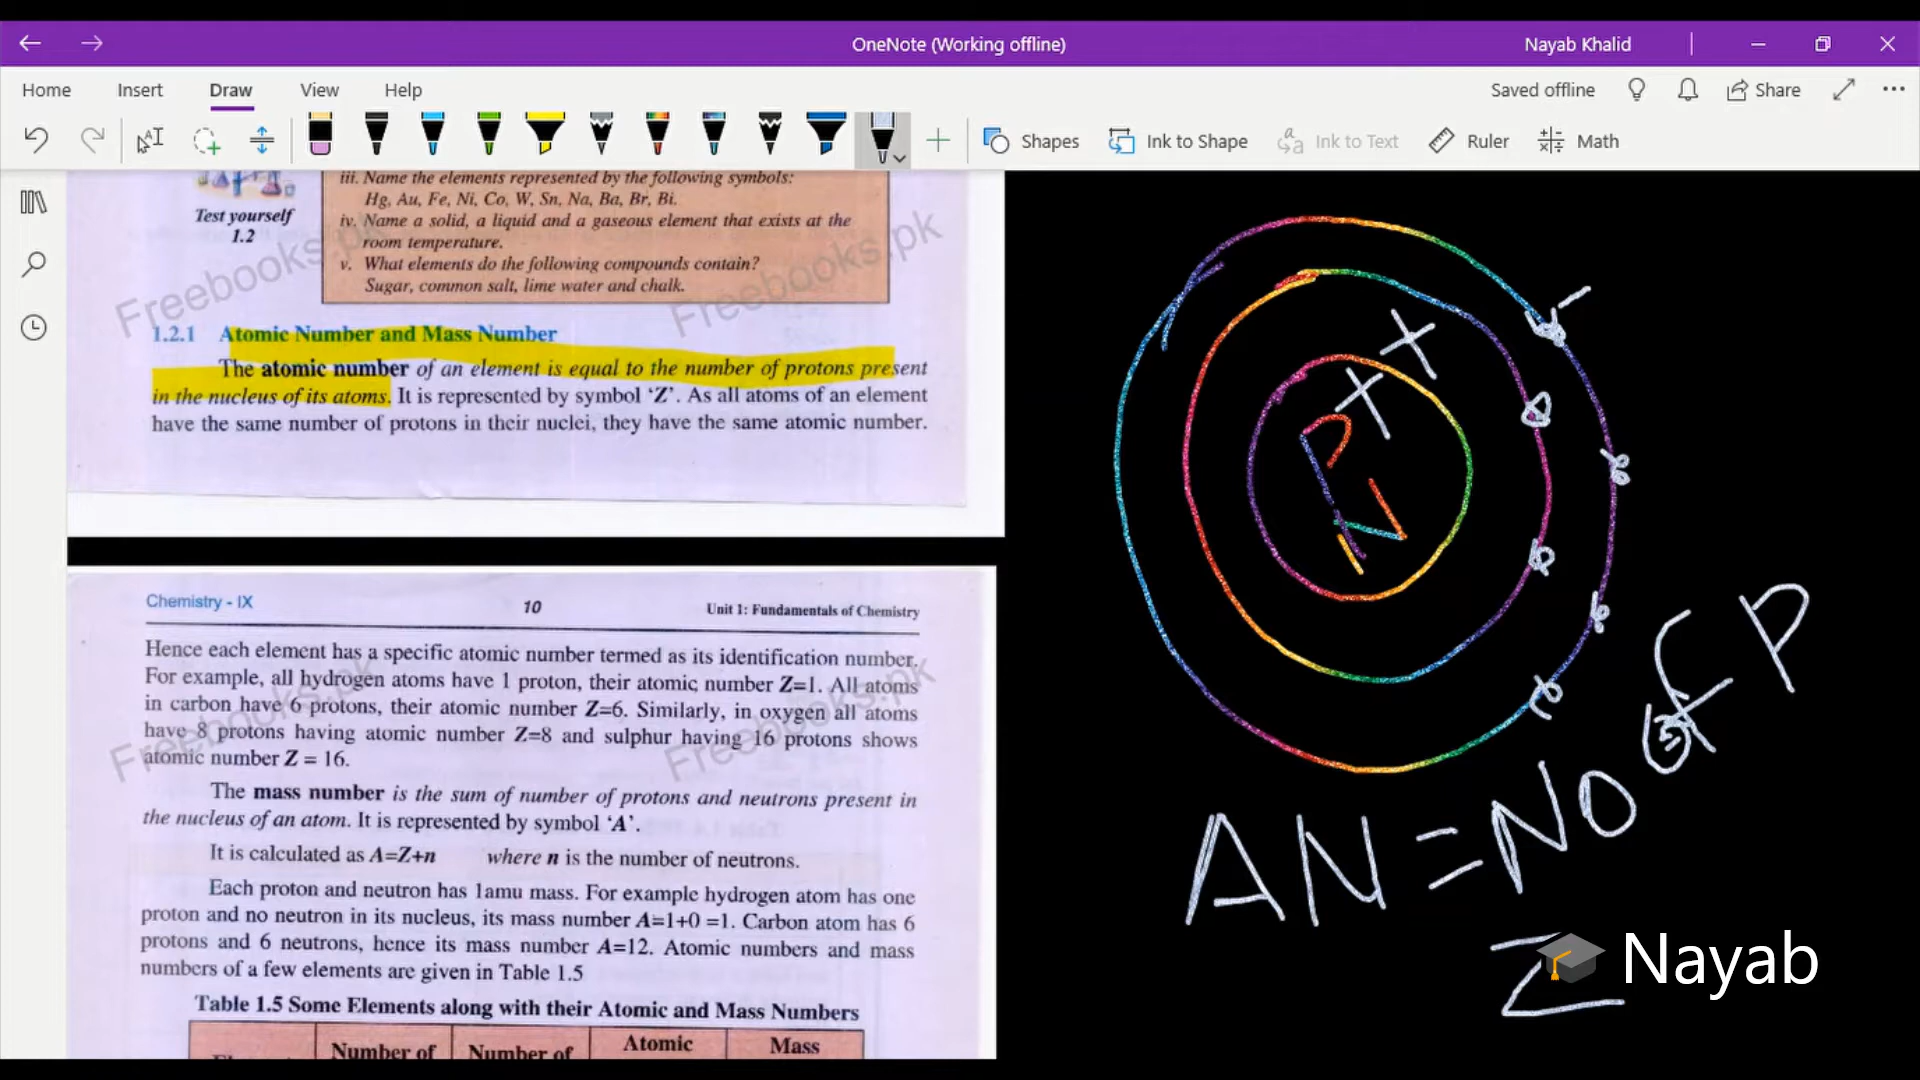 OneNote (Working offline)
Nayab Khalid
Home Insert Draw View Help
Saved offline
Share
Shapes
Ink to Shape
Ink to Text
Ruler
Math
Test yourself
1.2
iii. Name the elements represented by the following symbols:
Hg, Au, Fe, Ni, Co, W, Sn, Na, Ba, Br, Bi.
iv. Name a solid, a liquid and a gaseous element that exists at the
room temperature.
v. What elements do the following compounds contain?
Sugar, common salt, lime water and chalk.
Freebooks.pk
Freebooks.pk
1.2.1 Atomic Number and Mass Number
The atomic number of an element is equal to the number of protons present
in the nucleus of its atoms. It is represented by symbol ‘Z’. As all atoms of an element
have the same number of protons in their nuclei, they have the same atomic number.
Chemistry - IX 10 Unit 1: Fundamentals of Chemistry
Hence each element has a specific atomic number termed as its identification number.
For example, all hydrogen atoms have 1 proton, their atomic number Z=1. All atoms
in carbon have 6 protons, their atomic number Z=6. Similarly, in oxygen all atoms
have 8 protons having atomic number Z=8 and sulphur having 16 protons shows
atomic number Z = 16.
Freebooks.pk
Freebooks.pk
The mass number is the sum of number of protons and neutrons present in
the nucleus of an atom. It is represented by symbol ‘A’.
It is calculated as A=Z+n where n is the number of neutrons.
Each proton and neutron has 1amu mass. For example hydrogen atom has one
proton and no neutron in its nucleus, its mass number A=1+0 =1. Carbon atom has 6
protons and 6 neutrons, hence its mass number A=12. Atomic numbers and mass
numbers of a few elements are given in Table 1.5
Table 1.5 Some Elements along with their Atomic and Mass Numbers
Number of Number of Atomic Mass
+ +
P
N
AN = NO of P
Z
Nayab